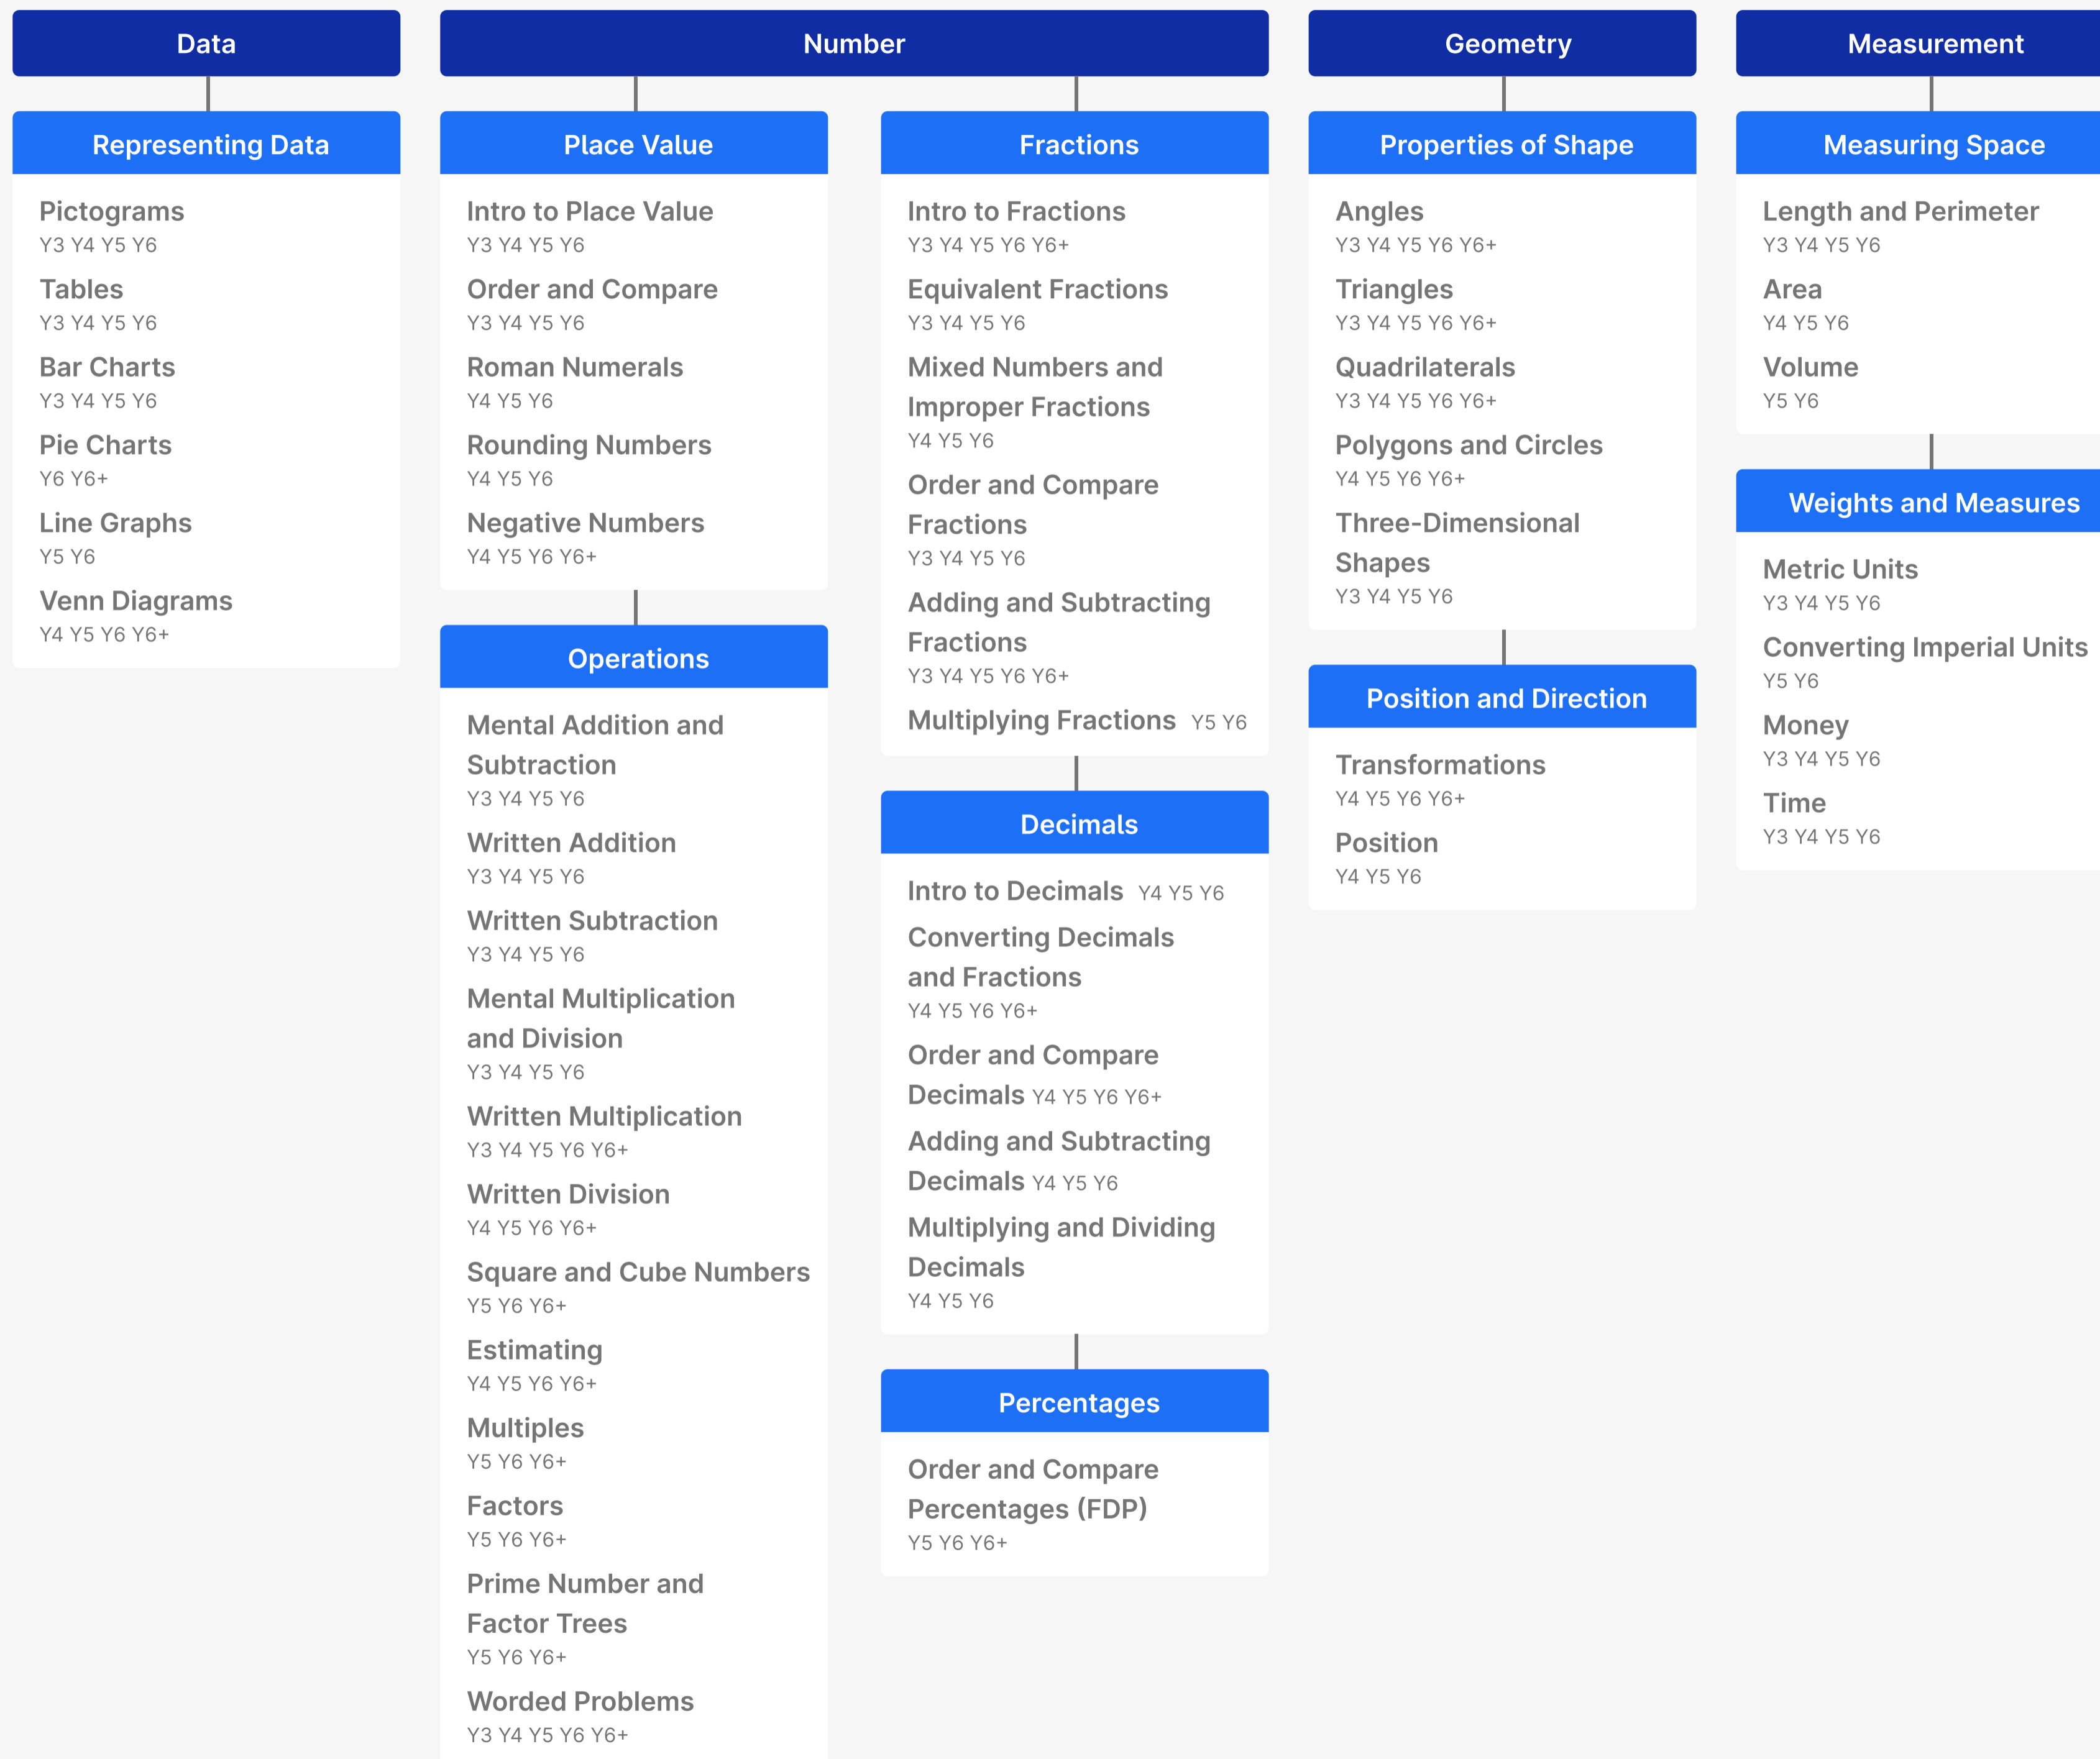 Data
Representing Data
Pictograms
Y3 Y4 Y5 Y6
Tables
Y3 Y4 Y5 Y6
Bar Charts
Y3 Y4 Y5 Y6
Pie Charts
Y6 Y6+
Line Graphs
Y5 Y6
Venn Diagrams
Y4 Y5 Y6 Y6+
Number
Place Value
Intro to Place Value
Y3 Y4 Y5 Y6
Order and Compare
Y3 Y4 Y5 Y6
Roman Numerals
Y4 Y5 Y6
Rounding Numbers
Y4 Y5 Y6
Negative Numbers
Y4 Y5 Y6 Y6+
Operations
Mental Addition and
Subtraction
Y3 Y4 Y5 Y6
Written Addition
Y3 Y4 Y5 Y6
Written Subtraction
Y3 Y4 Y5 Y6
Mental Multiplication
and Division
Y3 Y4 Y5 Y6
Written Multiplication
Y3 Y4 Y5 Y6 Y6+
Written Division
Y4 Y5 Y6 Y6+
Square and Cube Numbers
Y5 Y6 Y6+
Estimating
Y4 Y5 Y6 Y6+
Multiples
Y5 Y6 Y6+
Factors
Y5 Y6 Y6+
Prime Number and
Factor Trees
Y5 Y6 Y6+
Worded Problems
Y3 Y4 Y5 Y6 Y6+
Fractions
Intro to Fractions
Y3 Y4 Y5 Y6 Y6+
Equivalent Fractions
Y3 Y4 Y5 Y6
Mixed Numbers and
Improper Fractions
Y4 Y5 Y6
Order and Compare
Fractions
Y3 Y4 Y5 Y6
Adding and Subtracting
Fractions
Y3 Y4 Y5 Y6 Y6+
Multiplying Fractions Y5 Y6
Decimals
Intro to Decimals Y4 Y5 Y6
Converting Decimals
and Fractions
Y4 Y5 Y6 Y6+
Order and Compare
Decimals Y4 Y5 Y6 Y6+
Adding and Subtracting
Decimals Y4 Y5 Y6
Multiplying and Dividing
Decimals
Y4 Y5 Y6
Percentages
Order and Compare
Percentages (FDP)
Y5 Y6 Y6+
Geometry
Properties of Shape
Angles
Y3 Y4 Y5 Y6 Y6+
Triangles
Y3 Y4 Y5 Y6 Y6+
Quadrilaterals
Y3 Y4 Y5 Y6 Y6+
Polygons and Circles
Y4 Y5 Y6 Y6+
Three-Dimensional
Shapes
Y3 Y4 Y5 Y6
Position and Direction
Transformations
Y4 Y5 Y6 Y6+
Position
Y4 Y5 Y6
Measurement
Measuring Space
Length and Perimeter
Y3 Y4 Y5 Y6
Area
Y4 Y5 Y6
Volume
Y5 Y6
Weights and Measures
Metric Units
Y3 Y4 Y5 Y6
Converting Imperial Units
Y5 Y6
Money
Y3 Y4 Y5 Y6
Time
Y3 Y4 Y5 Y6